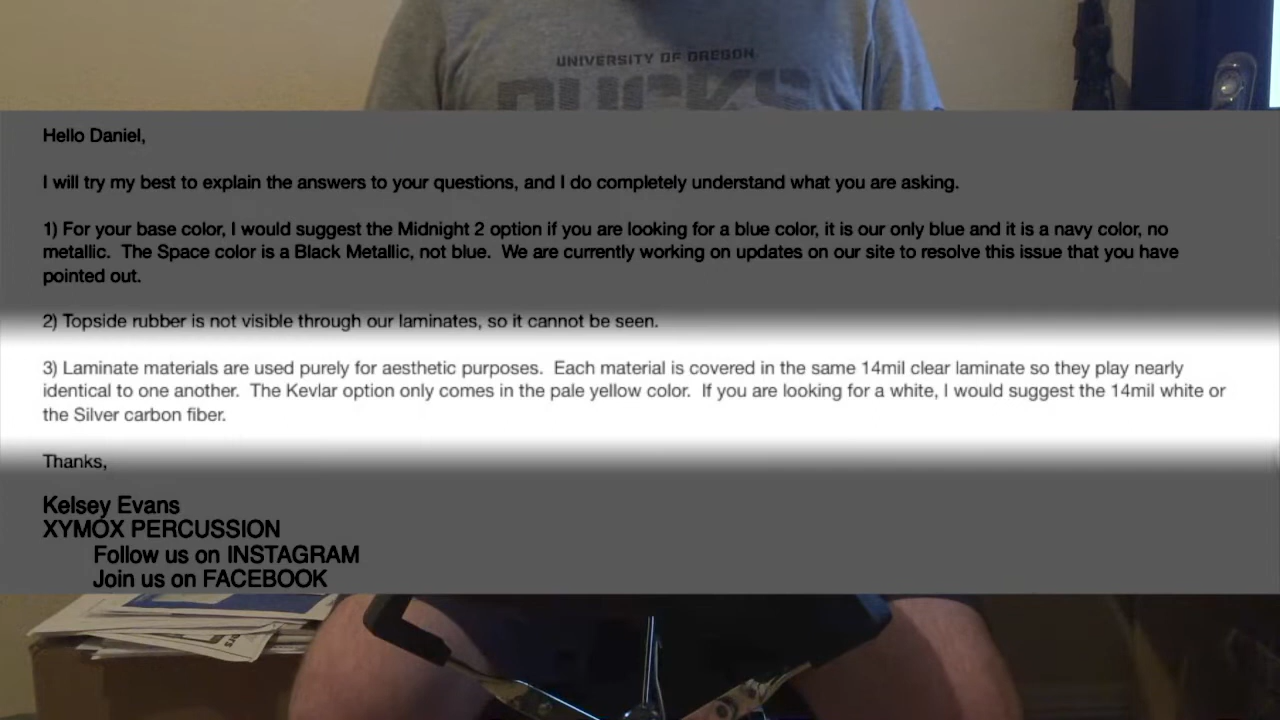 UNIVERSITY OF OREGON
DUCKS
Hello Daniel,
I will try my best to explain the answers to your questions, and I do completely understand what you are asking.
1) For your base color, I would suggest the Midnight 2 option if you are looking for a blue color, it is our only blue and it is a navy color, no
metallic.  The Space color is a Black Metallic, not blue.  We are currently working on updates on our site to resolve this issue that you have
pointed out.
2) Topside rubber is not visible through our laminates, so it cannot be seen.
3) Laminate materials are used purely for aesthetic purposes.  Each material is covered in the same 14mil clear laminate so they play nearly
identical to one another.  The Kevlar option only comes in the pale yellow color.  If you are looking for a white, I would suggest the 14mil white or
the Silver carbon fiber.
Thanks,
Kelsey Evans
XYMOX PERCUSSION
Follow us on INSTAGRAM
Join us on FACEBOOK